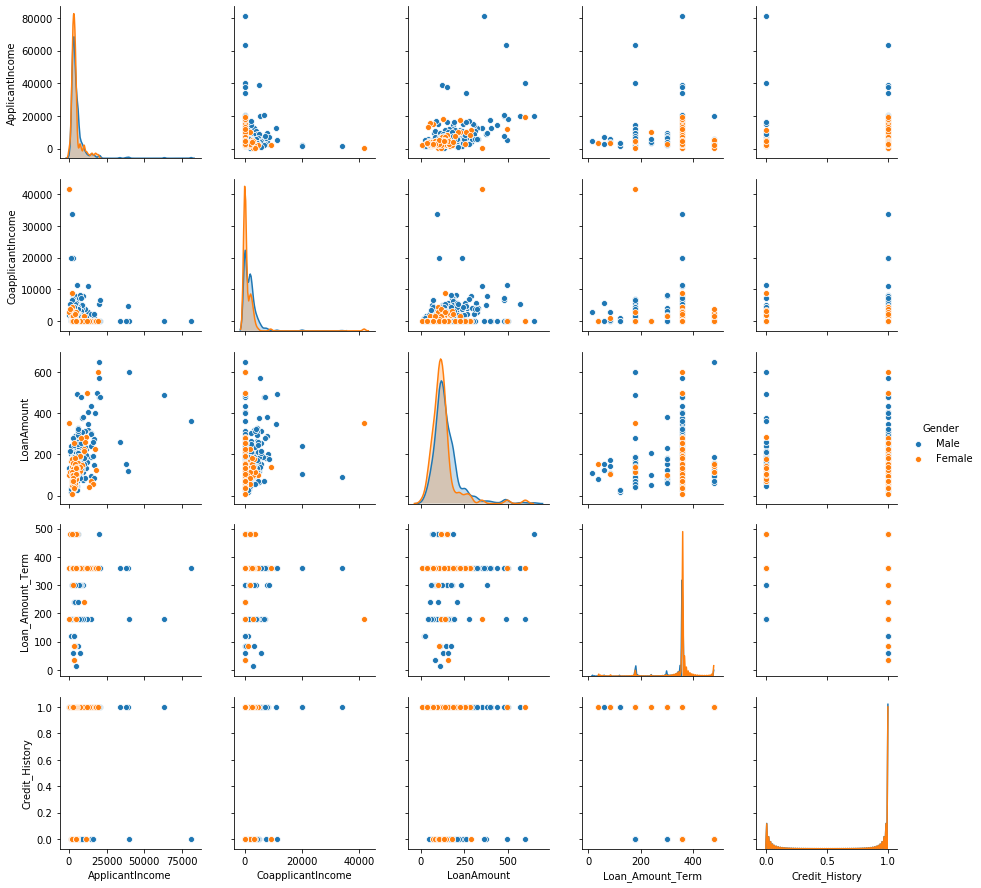 80000
60000
40000
20000
0
ApplicantIncome
40000
30000
20000
10000
0
CoapplicantIncome
600
400
200
0
LoanAmount
Gender
Male
Female
500
400
300
200
100
0
Loan_Amount_Term
1.0
0.8
0.6
0.4
0.2
0.0
Credit_History
0 25000 50000 75000
ApplicantIncome
0 20000 40000
CoapplicantIncome
0 250 500
LoanAmount
0 200 400
Loan_Amount_Term
0.0 0.5 1.0
Credit_History